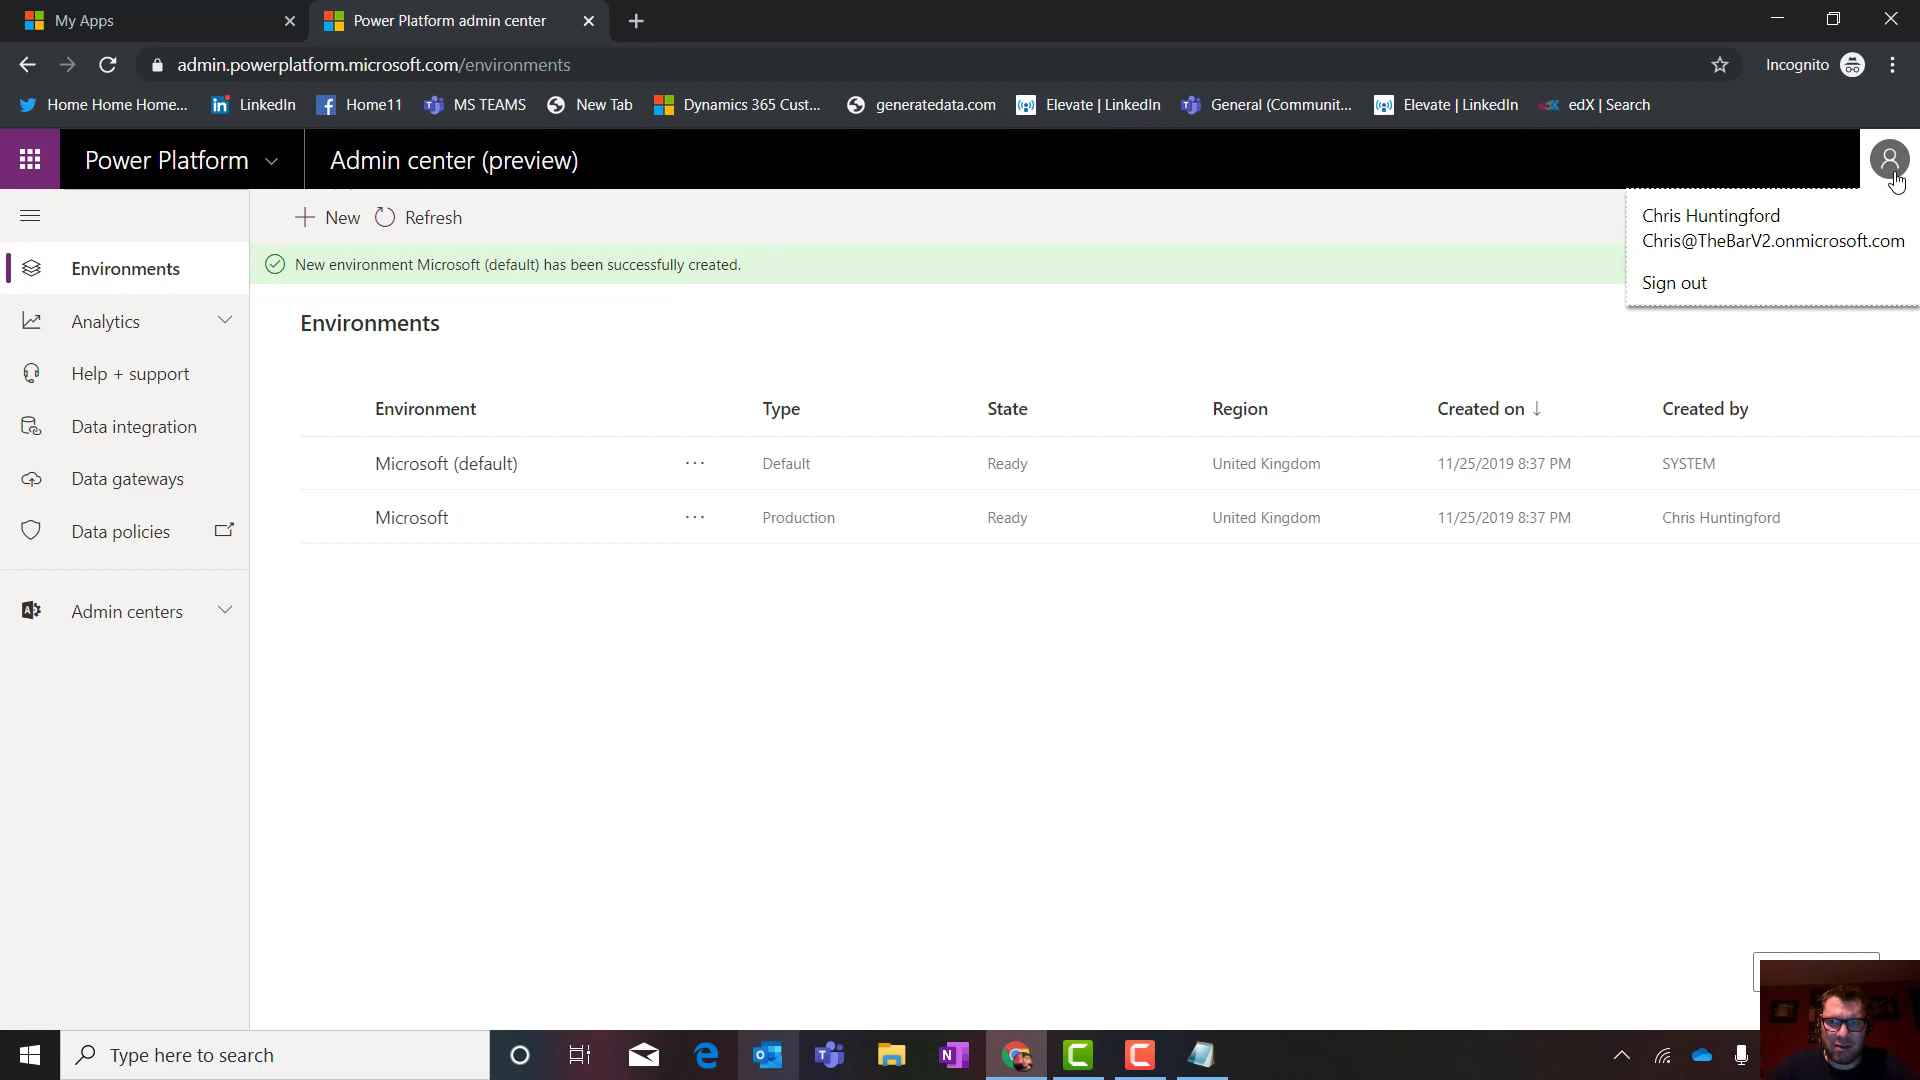 My Apps
Power Platform admin center
admin.powerplatform.microsoft.com/environments
Incognito
Home Home Home...
LinkedIn
Home11
MS TEAMS
New Tab
Dynamics 365 Cust...
generatedata.com
Elevate | LinkedIn
General (Communit...
Elevate | LinkedIn
edX | Search
Power Platform
Admin center (preview)
Chris Huntingford
Chris@TheBarV2.onmicrosoft.com
Sign out
New
Refresh
New environment Microsoft (default) has been successfully created.
Environments
Analytics
Help + support
Data integration
Data gateways
Data policies
Admin centers
Environments
Environment Type State Region Created on ↓ Created by
Microsoft (default) ... Default Ready United Kingdom 11/25/2019 8:37 PM SYSTEM
Microsoft ... Production Ready United Kingdom 11/25/2019 8:37 PM Chris Huntingford
Type here to search